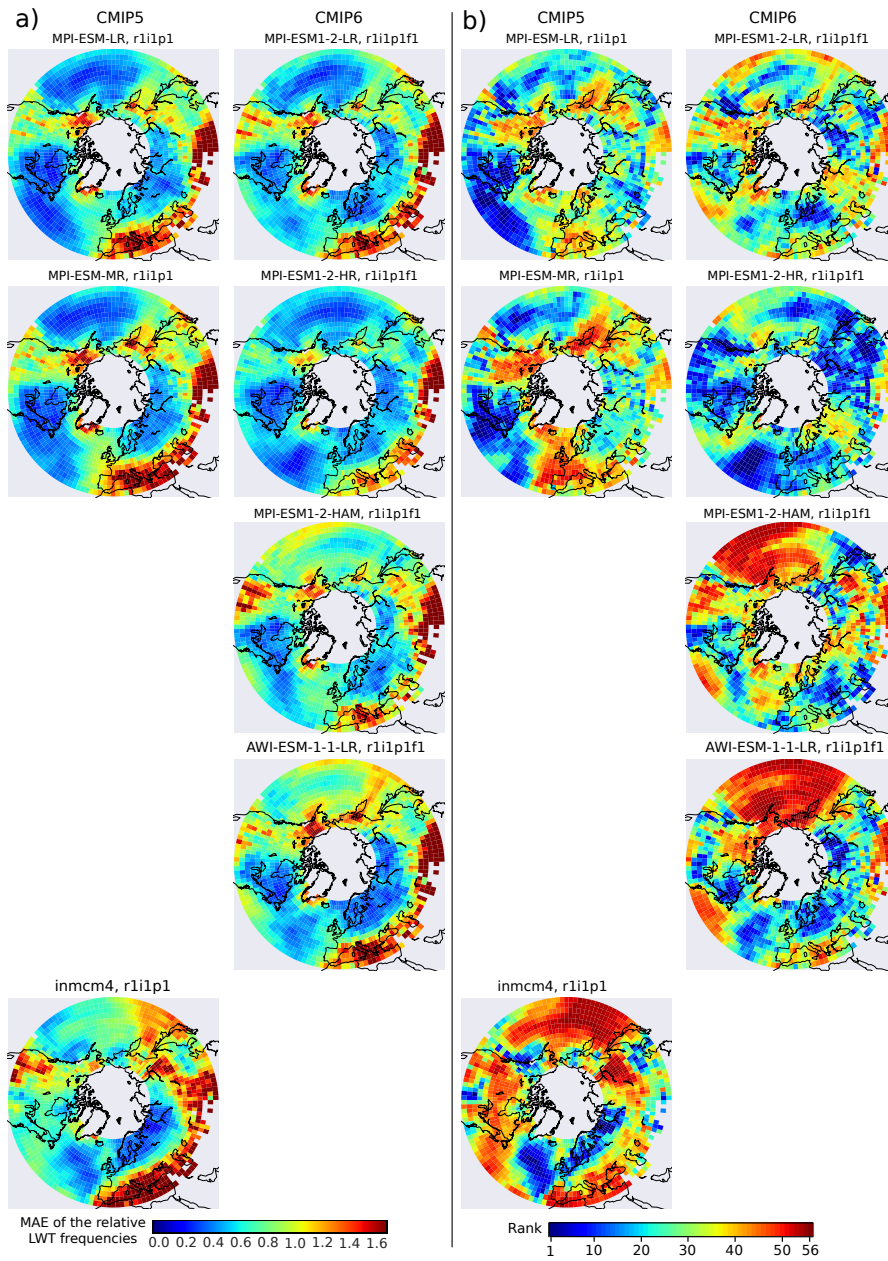 a)
CMIP5
CMIP6
b)
CMIP5
CMIP6
MPI-ESM-LR, r1i1p1
MPI-ESM1-2-LR, r1i1p1f1
MPI-ESM-LR, r1i1p1
MPI-ESM1-2-LR, r1i1p1f1
MPI-ESM-MR, r1i1p1
MPI-ESM1-2-HR, r1i1p1f1
MPI-ESM-MR, r1i1p1
MPI-ESM1-2-HR, r1i1p1f1
MPI-ESM1-2-HAM, r1i1p1f1
MPI-ESM1-2-HAM, r1i1p1f1
AWI-ESM-1-1-LR, r1i1p1f1
AWI-ESM-1-1-LR, r1i1p1f1
inmcm4, r1i1p1
inmcm4, r1i1p1
MAE of the relative
LWT frequencies
0.0 0.2 0.4 0.6 0.8 1.0 1.2 1.4 1.6
Rank
1 10 20 30 40 50 56